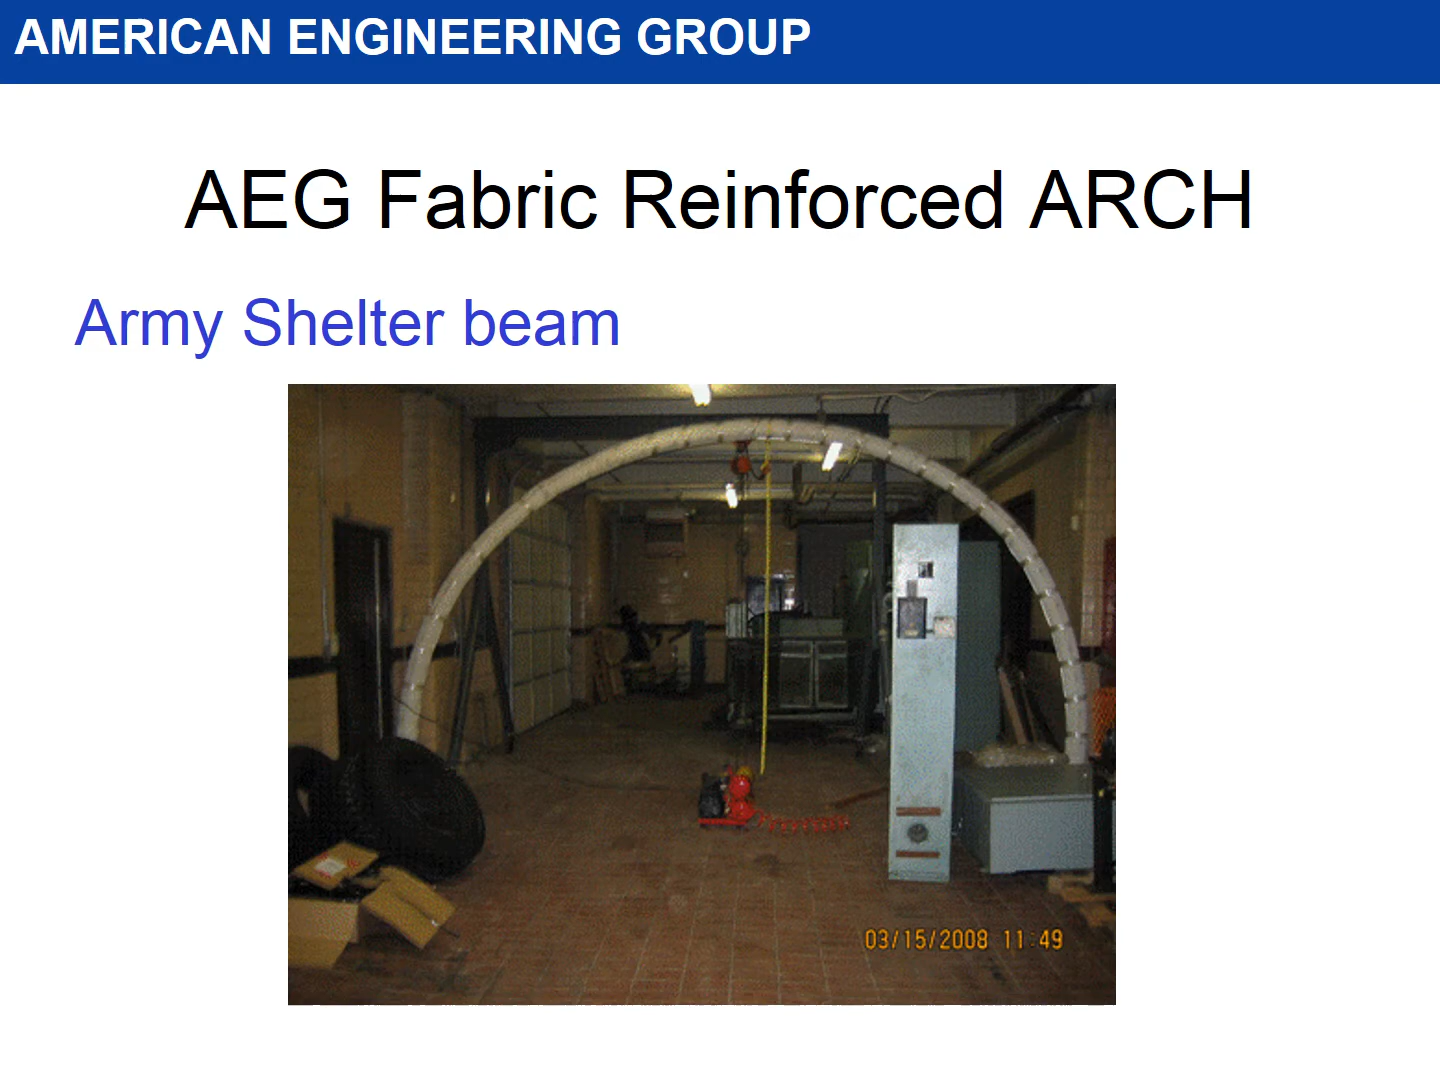 AMERICAN ENGINEERING GROUP
AEG Fabric Reinforced ARCH
Army Shelter beam
03/15/2008 11:49